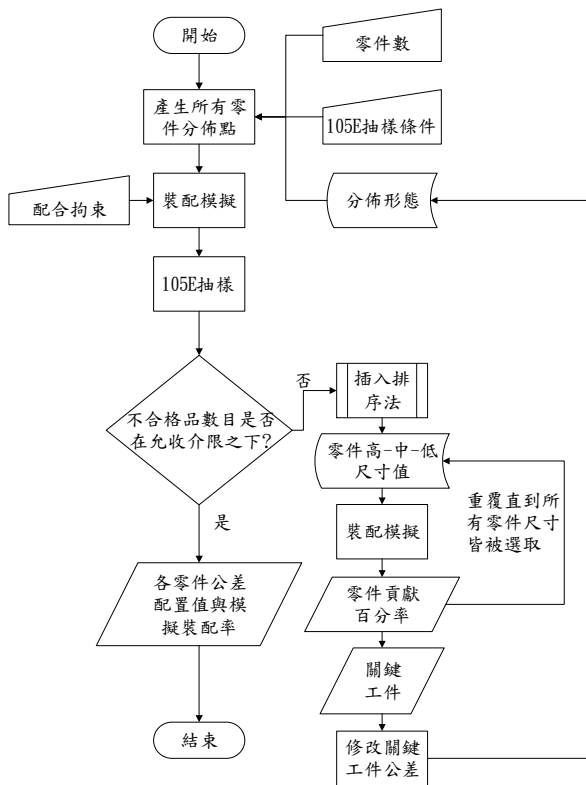 開始
零件數
產生所有零
件分佈點
105E抽樣條件
分佈形態
配合拘束
裝配模擬
105E抽樣
不合格品數目是否
在允收介限之下?
否
插入排
序法
零件高-中-低
尺寸值
重覆直到所
有零件尺寸
皆被選取
裝配模擬
是
各零件公差
配置值與模
擬裝配率
零件貢獻
百分率
關鍵
工件
結束
修改關鍵
工件公差